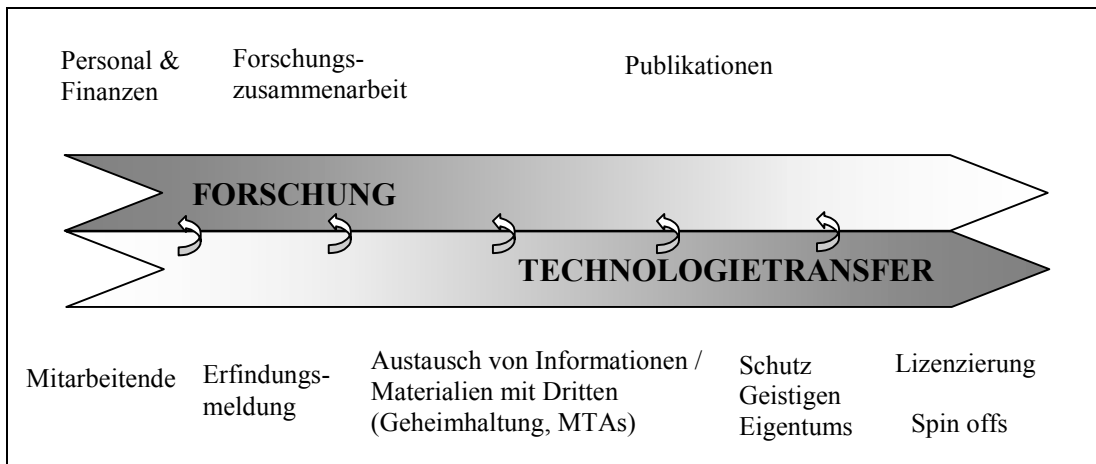 Personal &
Finanzen
Forschungs-
zusammenarbeit
Publikationen
FORSCHUNG
TECHNOLOGIETRANSFER
Mitarbeitende
Erfindungs-
meldung
Austausch von Informationen /
Materialien mit Dritten
(Geheimhaltung, MTAs)
Schutz
Geistigen
Eigentums
Lizenzierung
Spin offs